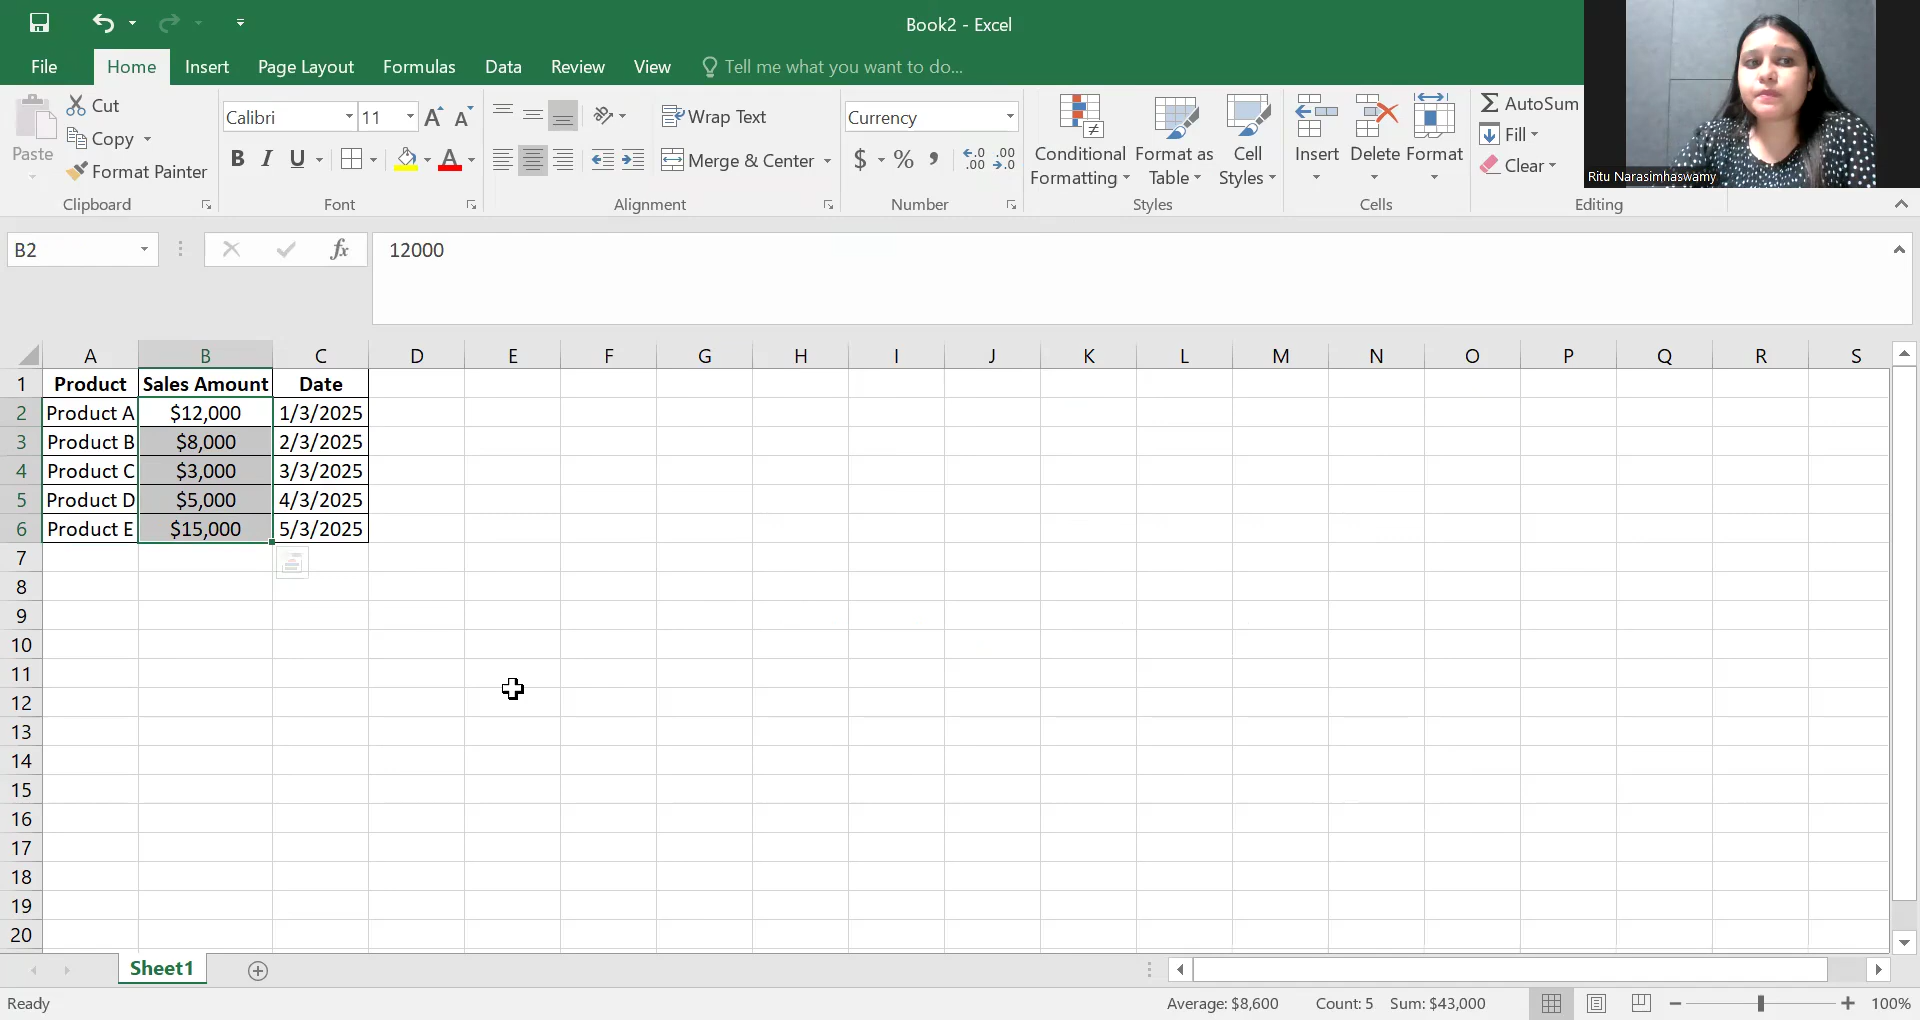 Book2 - Excel
File Home Insert Page Layout Formulas Data Review View Tell me what you want to do...
Paste
Cut
Copy
Format Painter
Clipboard
Calibri 11
A A
B I U A
Font
Wrap Text
Merge & Center
Alignment
Currency
$ % , .0 .00 .00 .0
Number
Conditional Formatting
Format as Table
Cell Styles
Styles
Insert
Delete
Format
Cells
AutoSum
Fill
Clear
Editing
Ritu Narasimhaswamy
B2 fx 12000
A B C D E F G H I J K L M N O P Q R S
1 Product Sales Amount Date
2 Product A $12,000 1/3/2025
3 Product B $8,000 2/3/2025
4 Product C $3,000 3/3/2025
5 Product D $5,000 4/3/2025
6 Product E $15,000 5/3/2025
7
8
9
10
11
12
13
14
15
16
17
18
19
20
Sheet1
Ready Average: $8,600 Count: 5 Sum: $43,000 100%